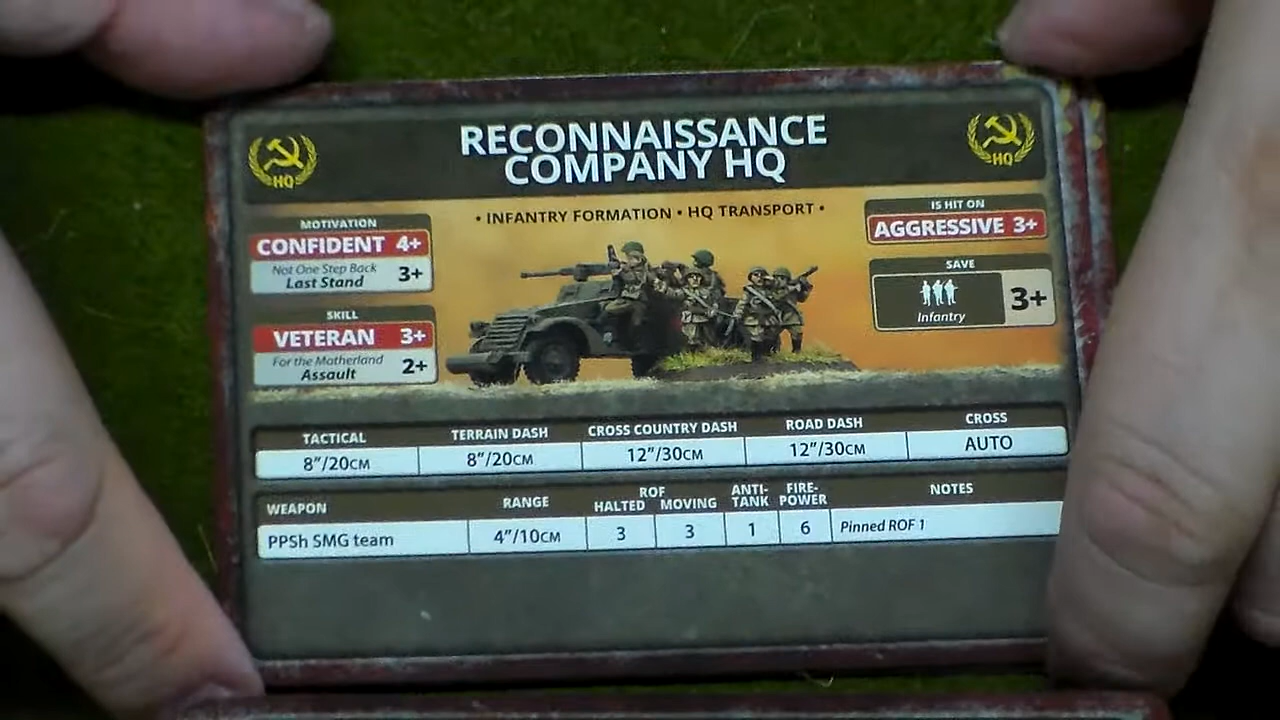 RECONNAISSANCE
COMPANY HQ
HQ
HQ
• INFANTRY FORMATION • HQ TRANSPORT •
MOTIVATION
CONFIDENT 4+
Not One Step Back
Last Stand 3+
SKILL
VETERAN 3+
For the Motherland
Assault 2+
IS HIT ON
AGGRESSIVE 3+
SAVE
Infantry 3+
TACTICAL TERRAIN DASH CROSS COUNTRY DASH ROAD DASH CROSS
8"/20CM 8"/20CM 12"/30CM 12"/30CM AUTO
WEAPON RANGE ROF HALTED MOVING ANTI-TANK FIRE-POWER NOTES
PPSh SMG team 4"/10CM 3 3 1 6 Pinned ROF 1